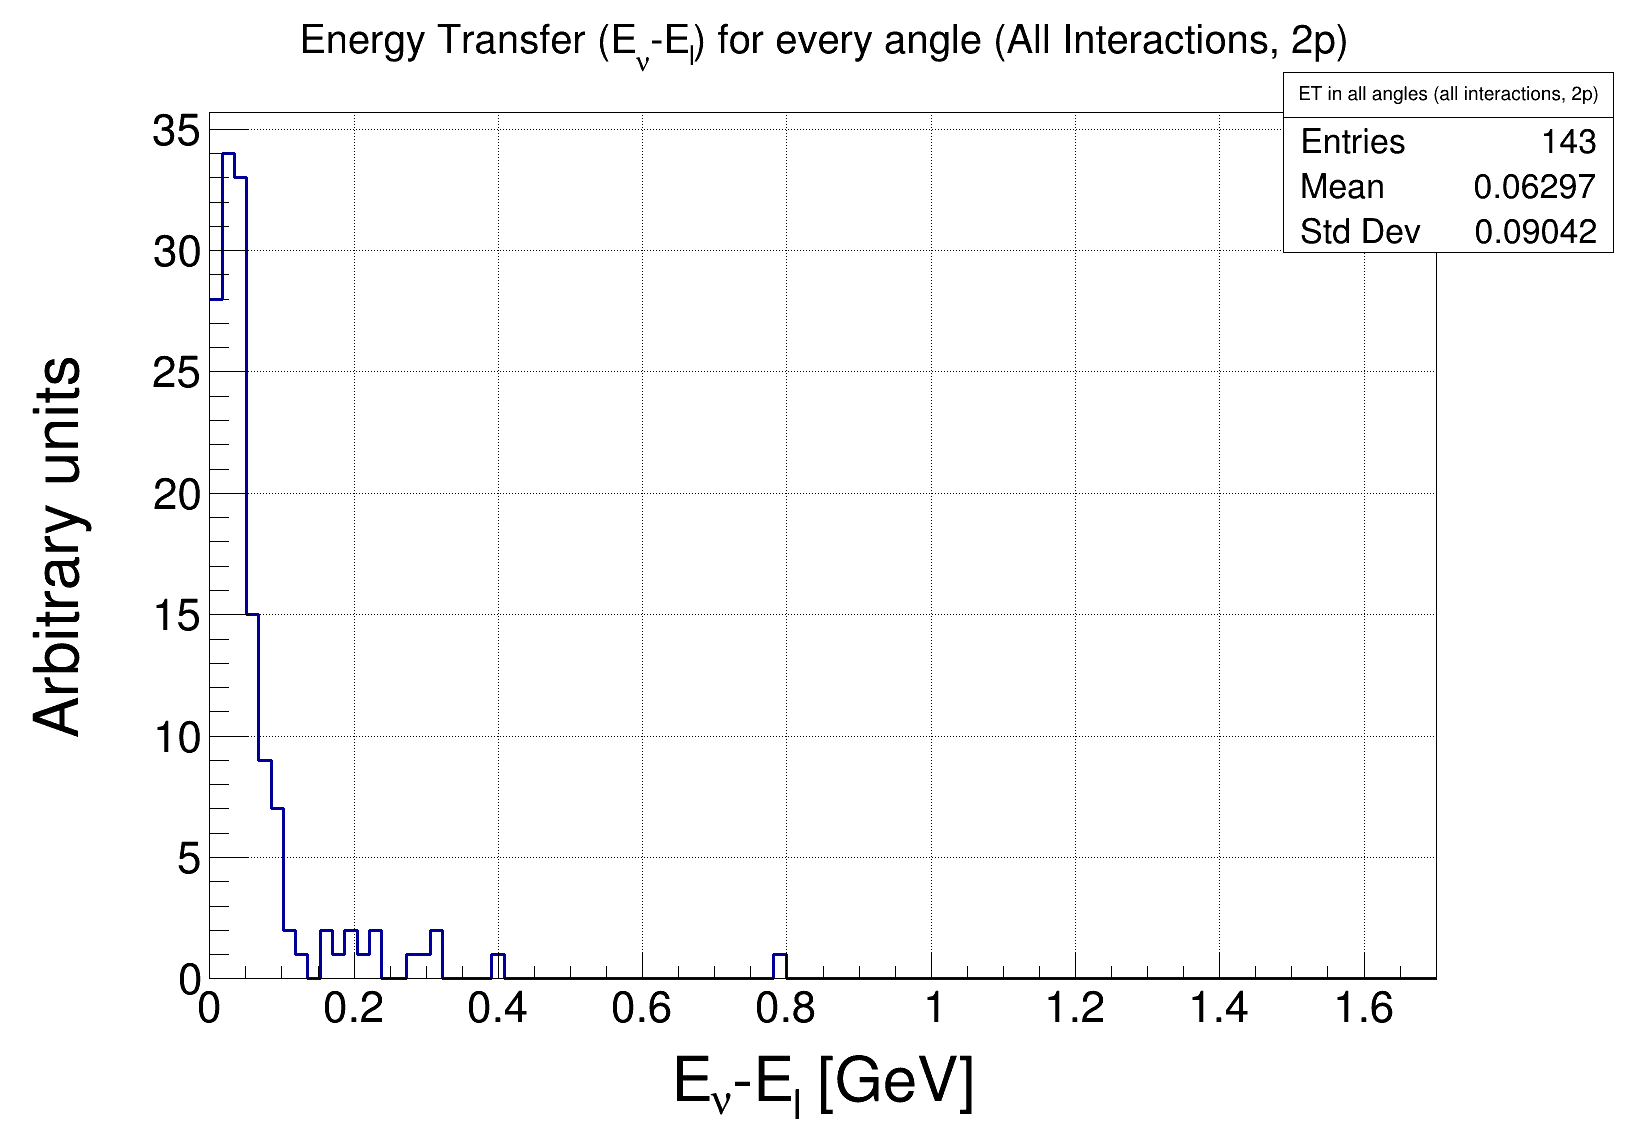 Energy Transfer (Eν-El) for every angle (All Interactions, 2p)
ET in all angles (all interactions, 2p)
Entries 143
Mean 0.06297
Std Dev 0.09042
35
30
25
20
15
10
5
0
Arbitrary units
0 0.2 0.4 0.6 0.8 1 1.2 1.4 1.6
Eν-El [GeV]